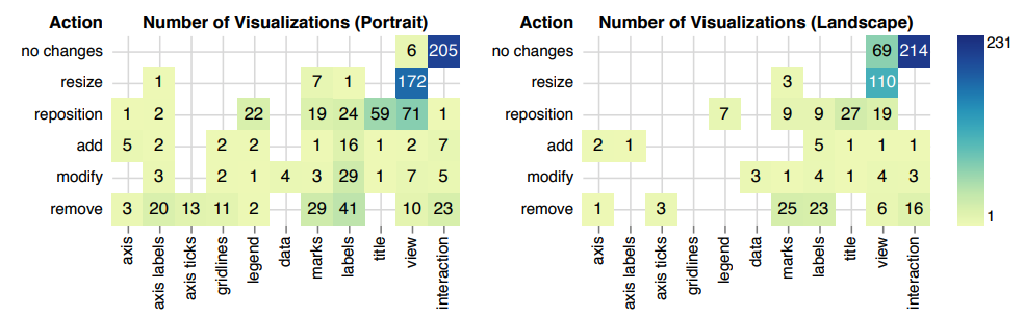 Action Number of Visualizations (Portrait)
no changes 6 205
resize 1 7 1 172
reposition 1 2 22 19 24 59 71 1
add 5 2 2 2 1 16 1 2 7
modify 3 2 1 4 3 29 1 7 5
remove 3 20 13 11 2 29 41 10 23
axis
axis labels
axis ticks
gridlines
legend
data
marks
labels
title
view
interaction
Action Number of Visualizations (Landscape)
no changes 69 214
resize 3 110
reposition 7 9 9 27 19
add 2 1 5 1 1 1
modify 3 1 4 1 4 3
remove 1 3 25 23 6 16
axis
axis labels
axis ticks
gridlines
legend
data
marks
labels
title
view
interaction
231
1